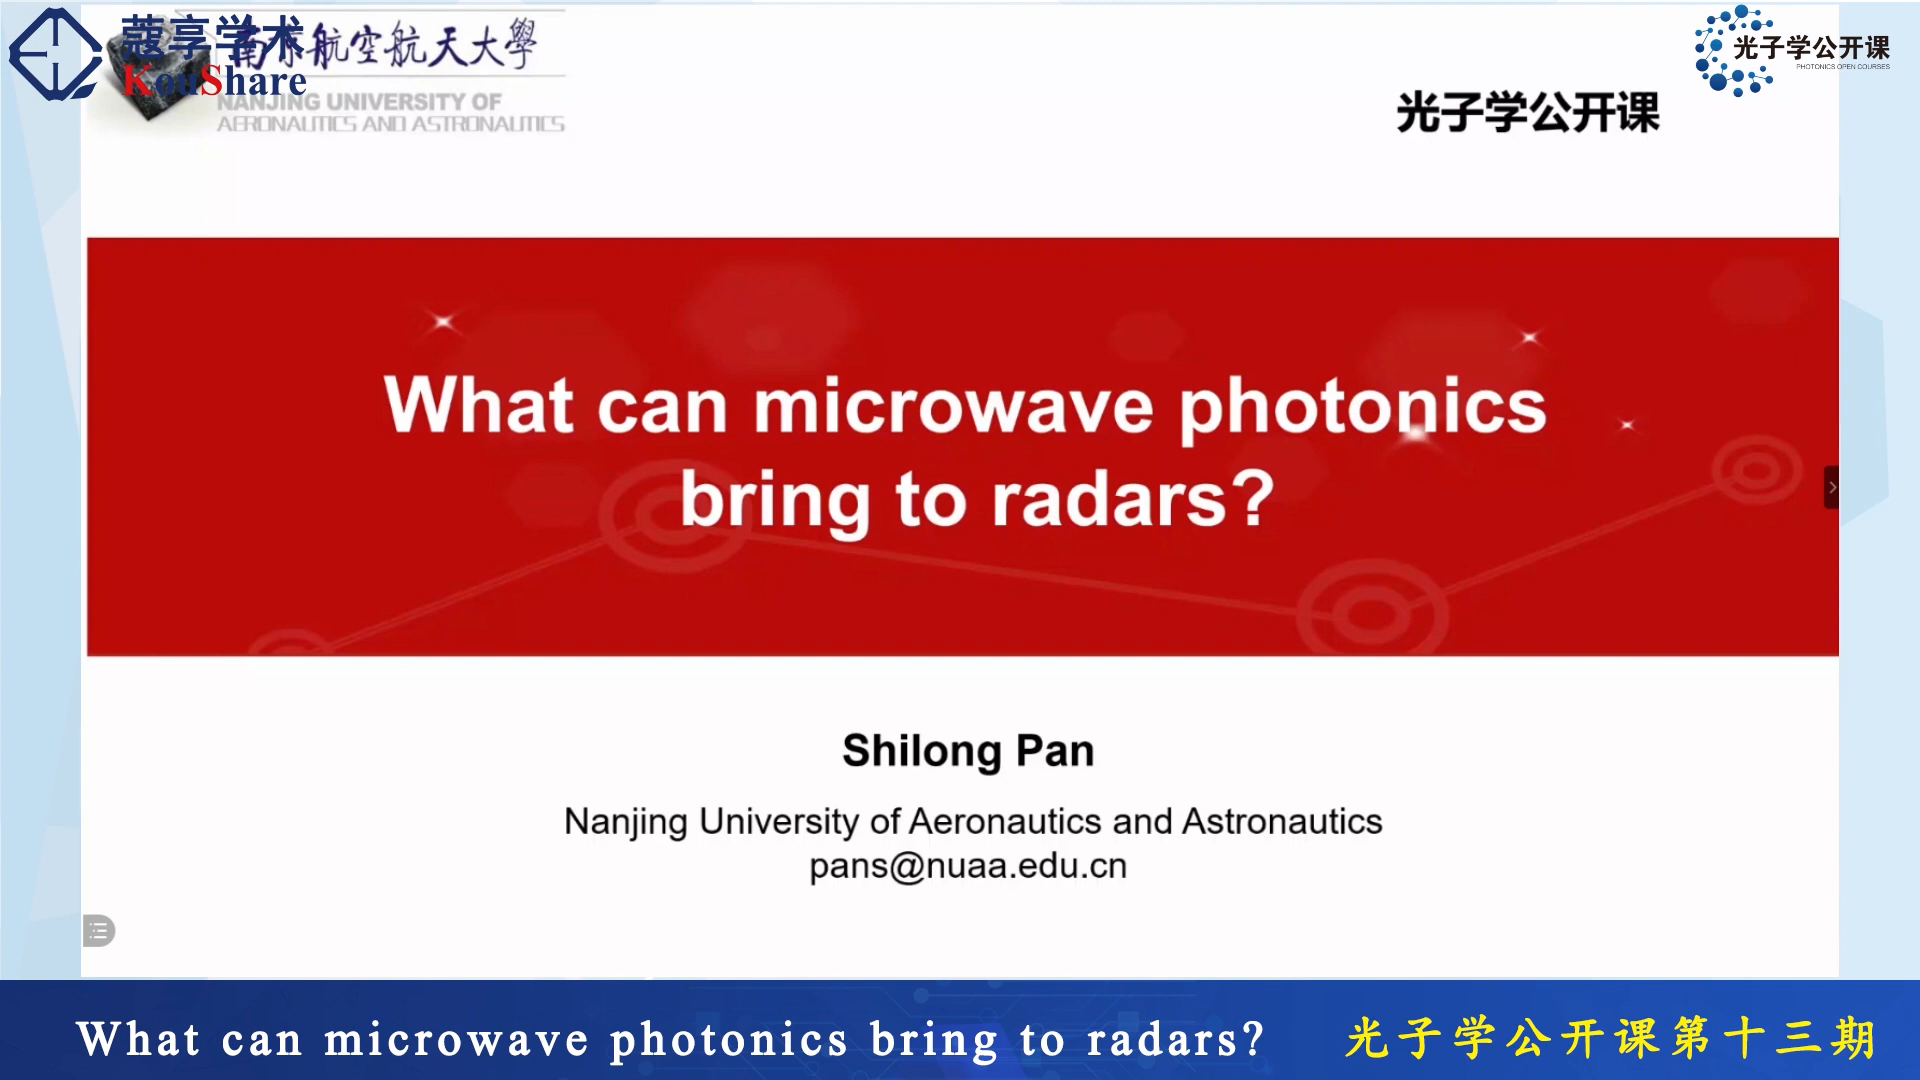 蔻享学术
KouShare
南京航空航天大學
NANJING UNIVERSITY OF
AERONAUTICS AND ASTRONAUTICS
光子学公开课
PHOTONICS OPEN COURSES
光子学公开课
What can microwave photonics
bring to radars?
Shilong Pan
Nanjing University of Aeronautics and Astronautics
pans@nuaa.edu.cn
What can microwave photonics bring to radars?
光子学公开课第十三期